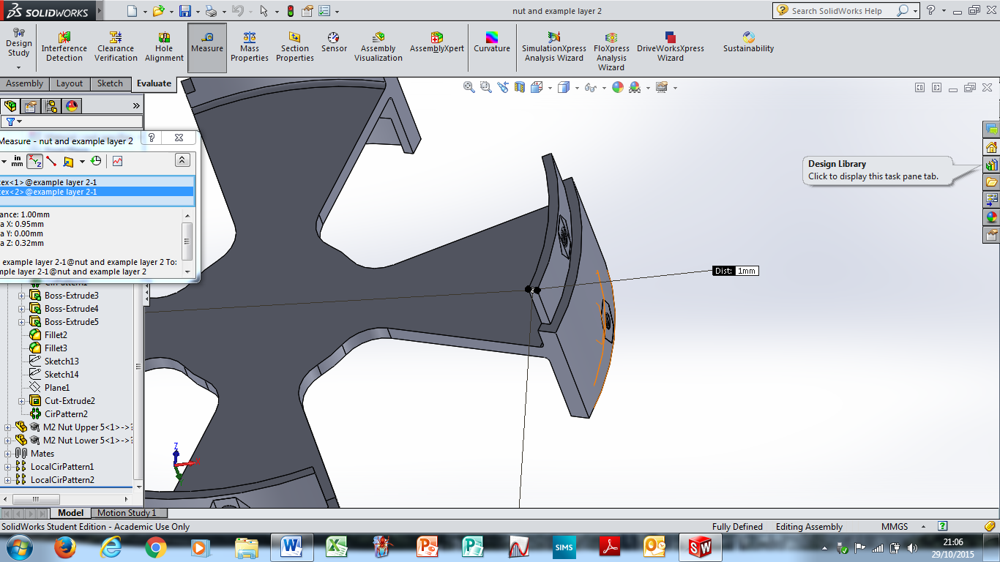 SOLIDWORKS
nut and example layer 2
Search SolidWorks Help
Design Study
Interference Detection
Clearance Verification
Hole Alignment
Measure
Mass Properties
Section Properties
Sensor
Assembly Visualization
AssemblyXpert
Curvature
SimulationXpress Analysis Wizard
FloXpress Analysis Wizard
DriveWorksXpress Wizard
Sustainability
Assembly Layout Sketch Evaluate
Measure - nut and example layer 2
in mm
tex<1>@example layer 2-1
tex<2>@example layer 2-1
ance: 1.00mm
a X: 0.95mm
a Y: 0.00mm
a Z: 0.32mm
example layer 2-1@nut and example layer 2 To:
mple layer 2-1@nut and example layer 2
Boss-Extrude3
Boss-Extrude4
Boss-Extrude5
Fillet2
Fillet3
Sketch13
Sketch14
Plane1
Cut-Extrude2
CirPattern2
M2 Nut Upper 5<1>->?
M2 Nut Lower 5<1>->?
Mates
LocalCirPattern1
LocalCirPattern2
Design Library
Click to display this task pane tab.
Dist: 1mm
Z
Model Motion Study 1
SolidWorks Student Edition - Academic Use Only
Fully Defined Editing Assembly MMGS
SIMS
SW
21:06
29/10/2015